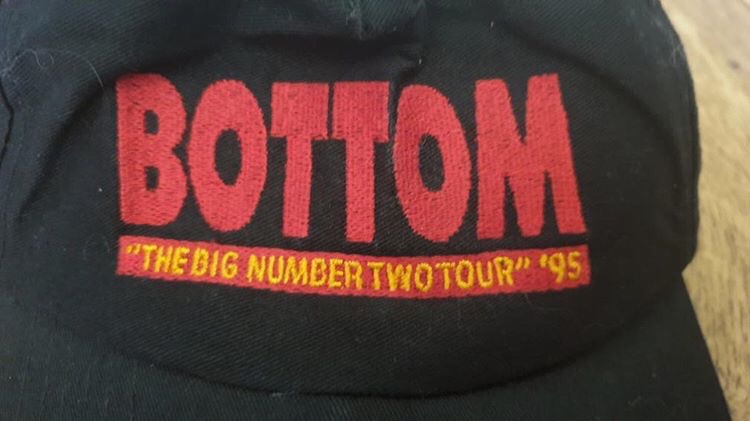 BOTTOM
"THE BIG NUMBER TWO TOUR" '95